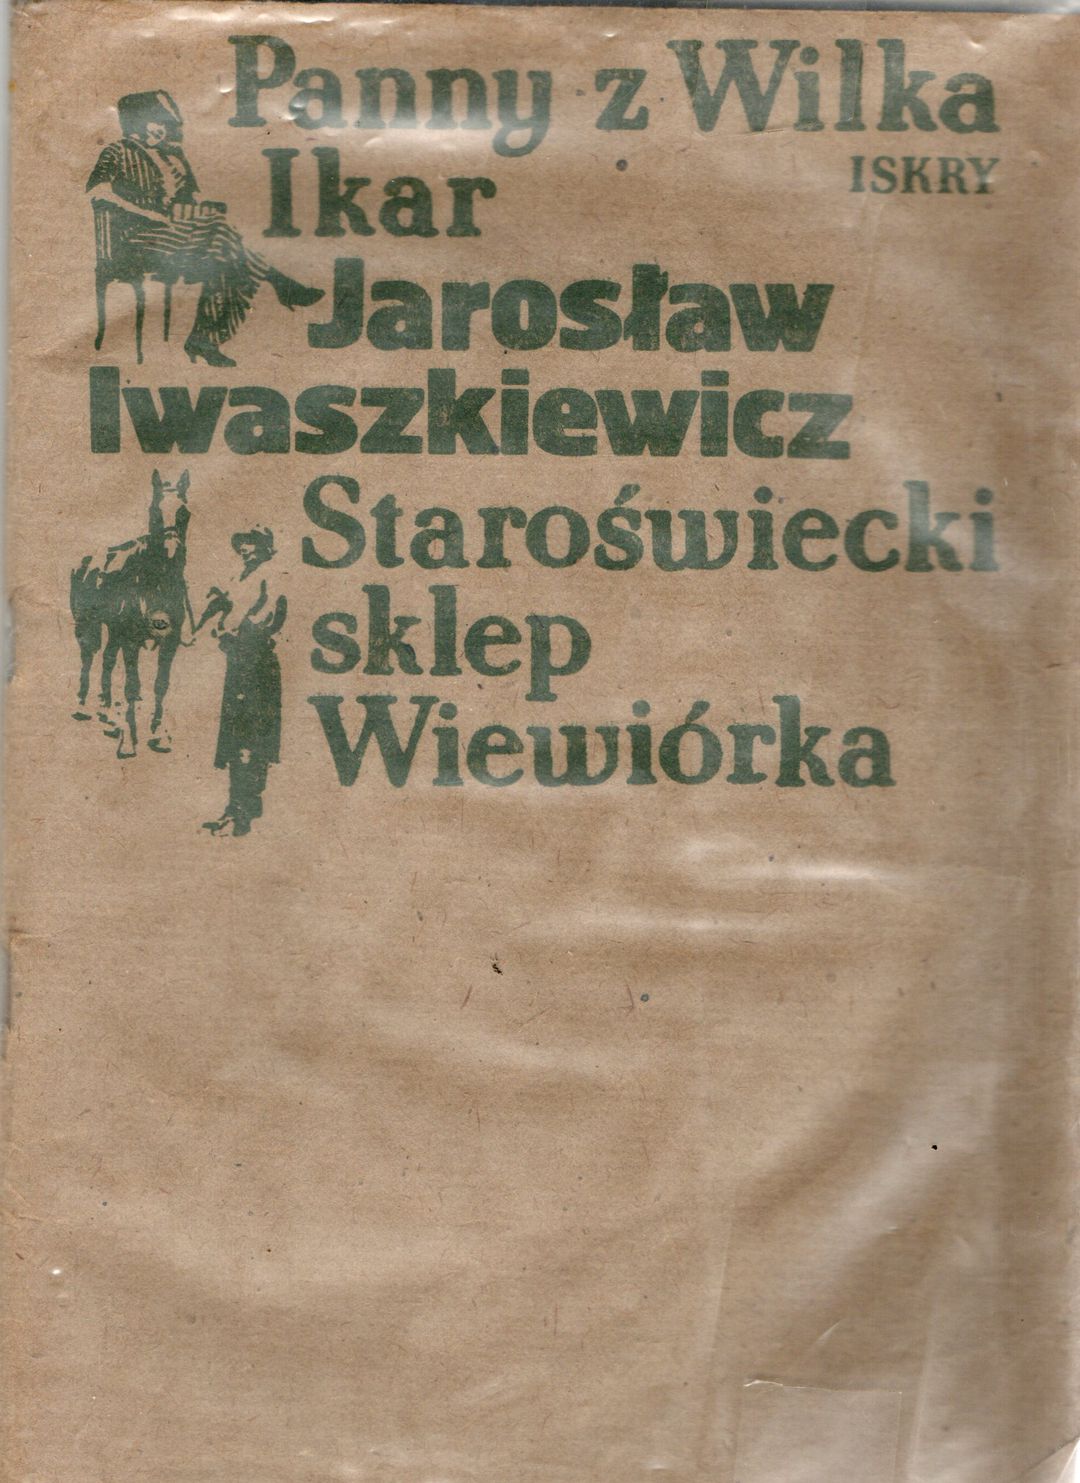 Panny z Wilka
ISKRY
Ikar
Jarosław
Iwaszkiewicz
Staroświecki
sklep
Wiewiórka